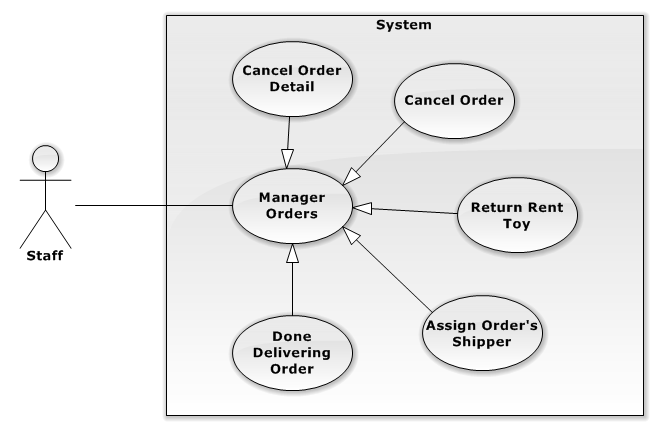 System
Cancel Order
Detail
Cancel Order
Manager
Orders
Return Rent
Toy
Staff
Assign Order's
Shipper
Done
Delivering
Order